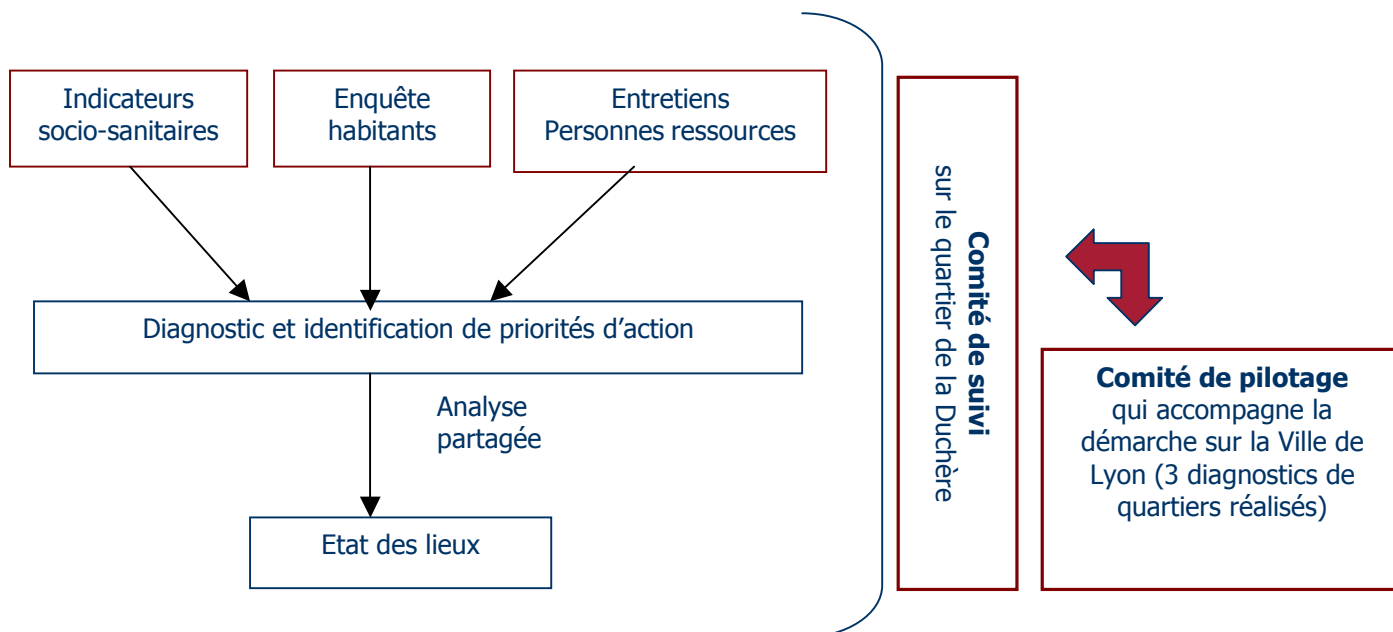 Indicateurs
socio-sanitaires
Enquête
habitants
Entretiens
Personnes ressources
Diagnostic et identification de priorités d’action
Analyse
partagée
Etat des lieux
Comité de suivi
sur le quartier de la Duchère
Comité de pilotage
qui accompagne la
démarche sur la Ville de
Lyon (3 diagnostics de
quartiers réalisés)